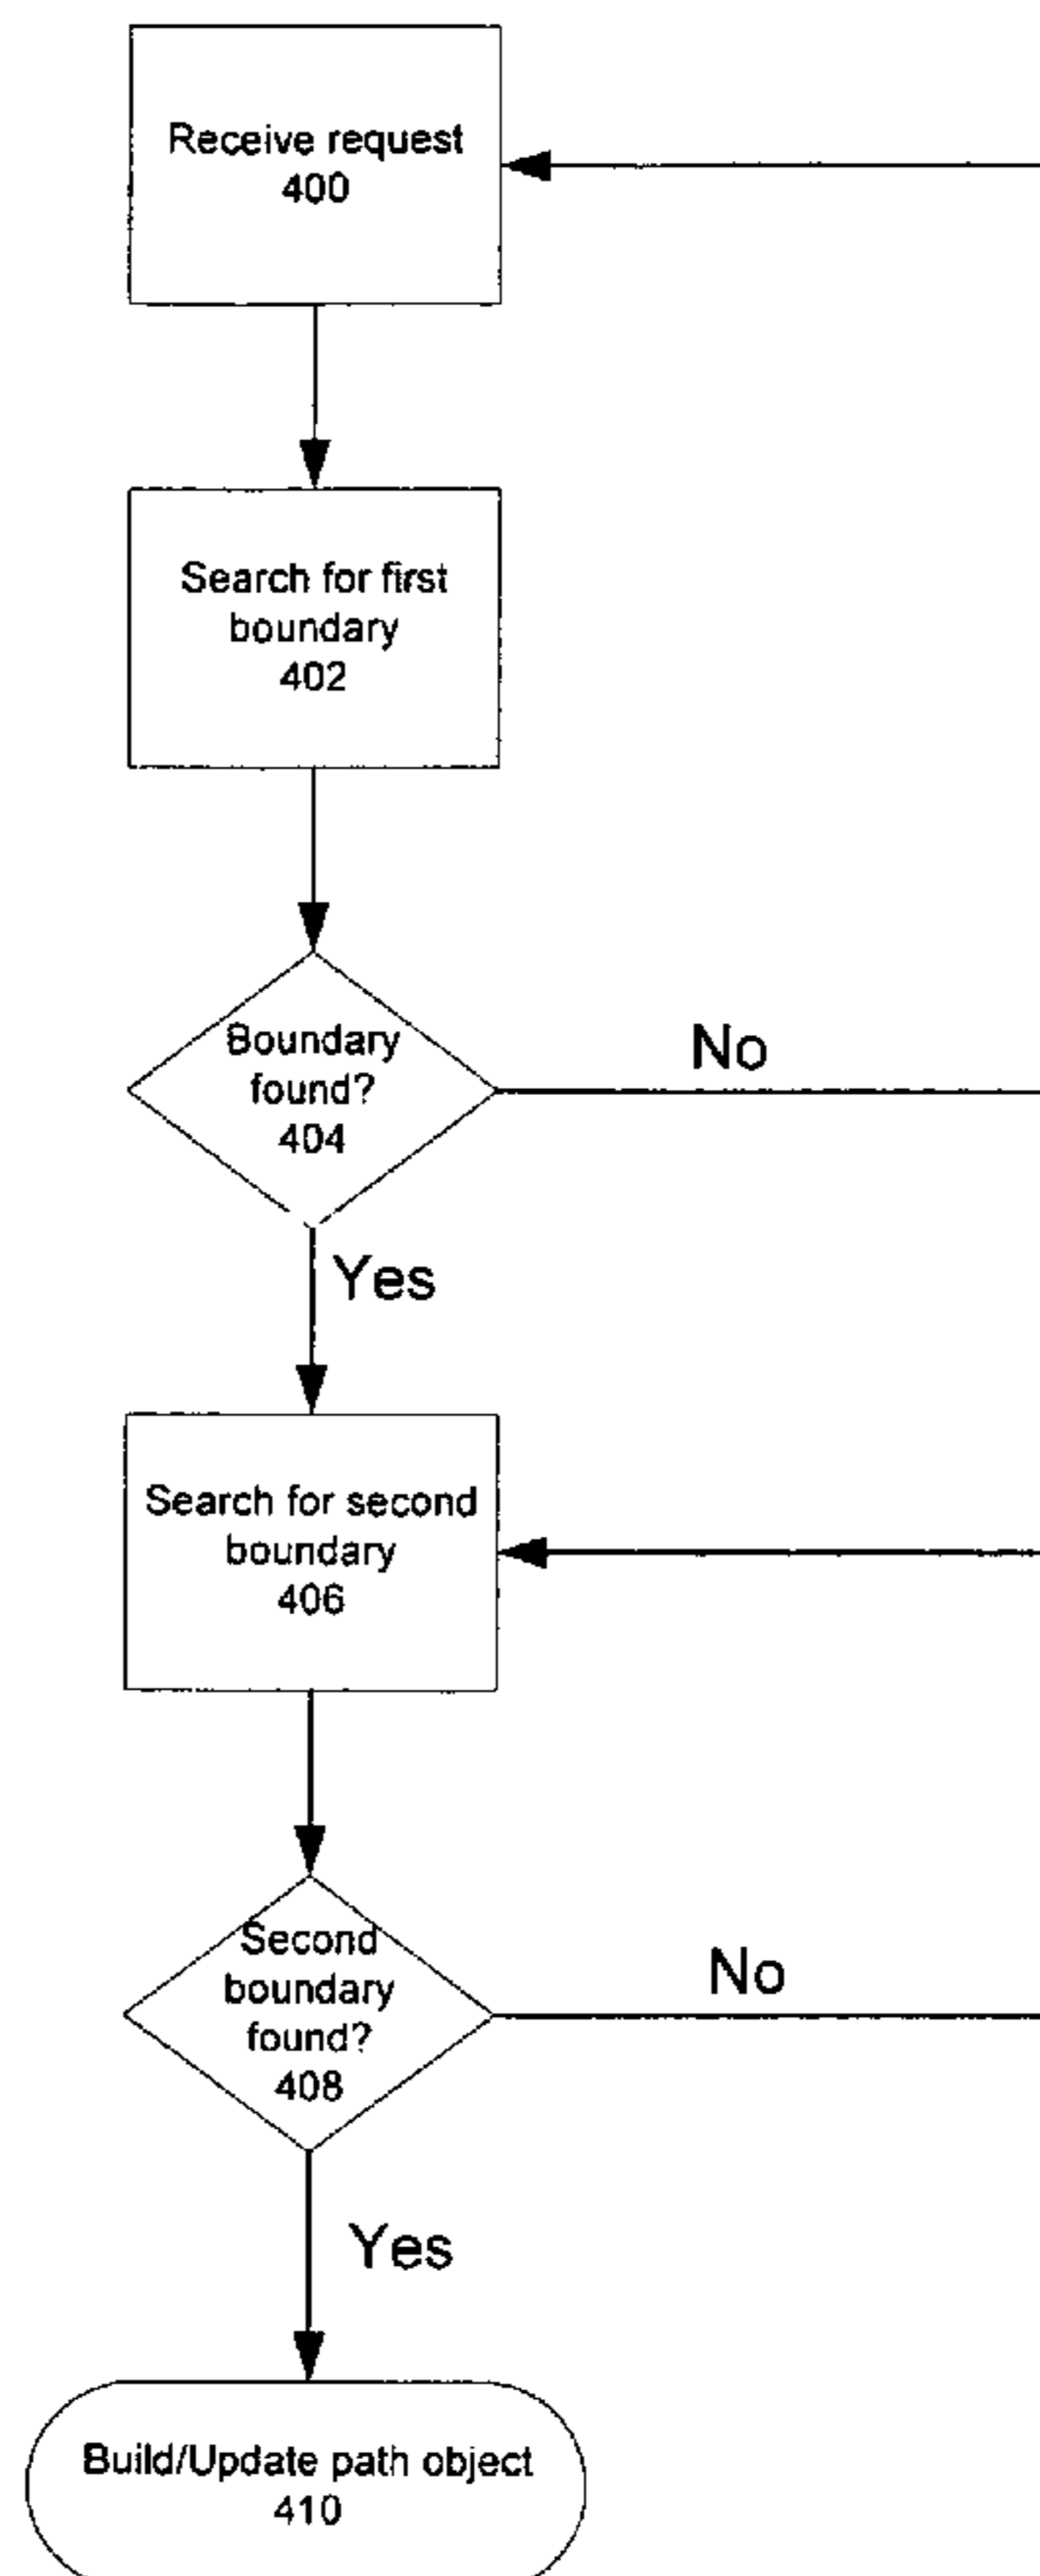 Receive request
400
Search for first
boundary
402
Boundary
found?
404
No
Yes
Search for second
boundary
406
Second
boundary
found?
408
No
Yes
Build/Update path object
410